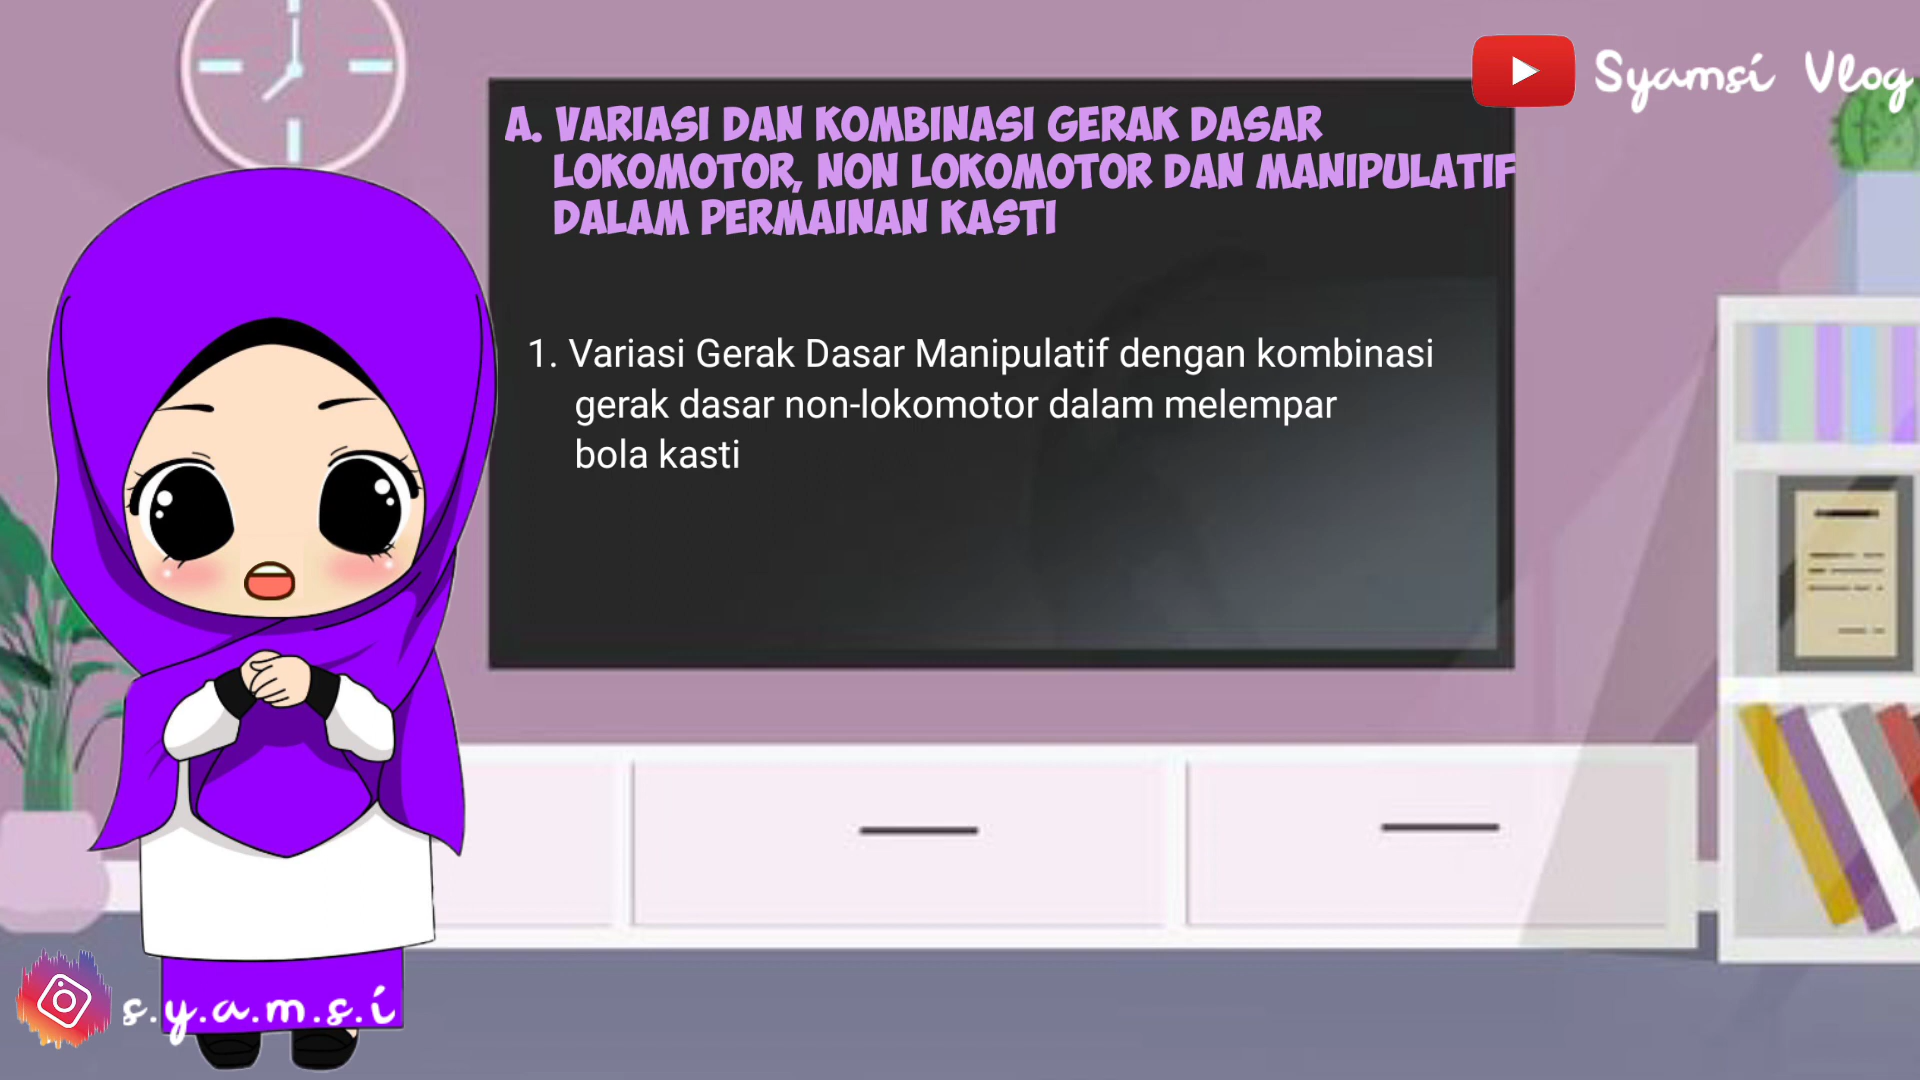 Syamsi Vlog
A. VARIASI DAN KOMBINASI GERAK DASAR
LOKOMOTOR, NON LOKOMOTOR DAN MANIPULATIF
DALAM PERMAINAN KASTI
1. Variasi Gerak Dasar Manipulatif dengan kombinasi
gerak dasar non-lokomotor dalam melempar
bola kasti
s.y.a.m.s.i